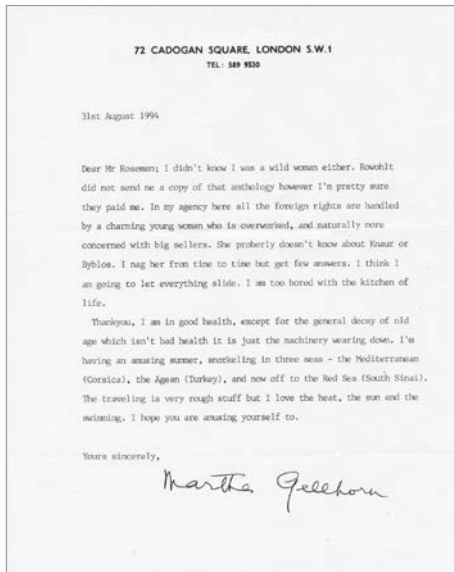 72 CADOGAN SQUARE, LONDON S.W.1
TEL: 589 9530
31st August 1994
Dear Mr Roseman; I didn't know I was a wild woman either. Rowohlt
did not send me a copy of that anthology however I'm pretty sure
they paid me. In my agency here all the foreign rights are handled
by a charming young woman who is overworked, and naturally more
concerned with big sellers. She proberly doesn't know about Knaur or
Byblos. I nag her from time to time but get few answers. I think I
am going to let everything slide. I am too bored with the kitchen of
life.
Thankyou, I am in good health, except for the general decay of old
age which isn't bad health it is just the machinery wearing down. I'm
having an amusing summer, snorkeling in three seas - the Mediterranean
(Corsica), the Agean (Turkey), and now off to the Red Sea (South Sinai).
The traveling is very rough stuff but I love the heat, the sun and the
swimming. I hope you are amusing yourself to.
Yours sincerely,
Martha Gellhorn